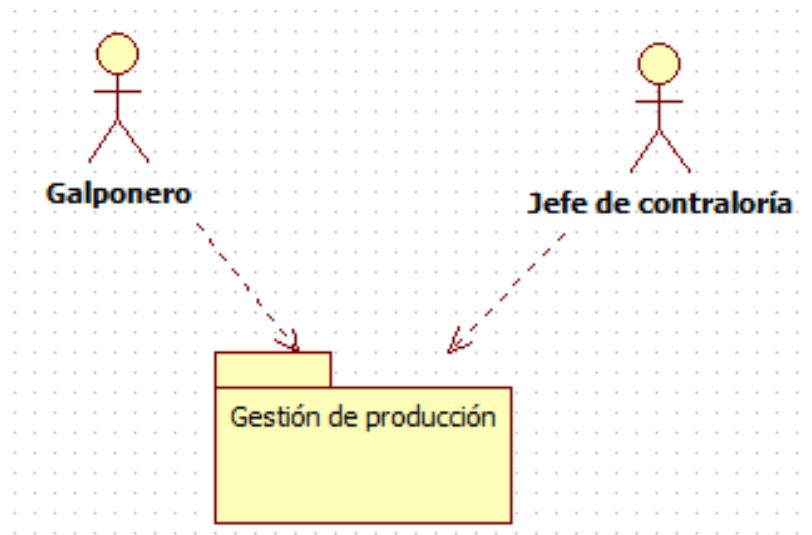 Galponero
Jefe de contraloría
Gestión de producción